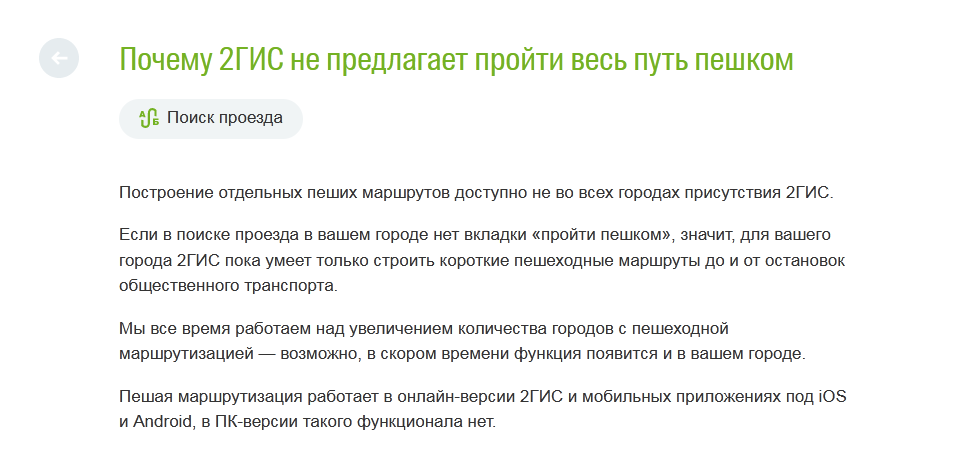 Почему 2ГИС не предлагает пройти весь путь пешком
А Б Поиск проезда
Построение отдельных пеших маршрутов доступно не во всех городах присутствия 2ГИС.
Если в поиске проезда в вашем городе нет вкладки «пройти пешком», значит, для вашего
города 2ГИС пока умеет только строить короткие пешеходные маршруты до и от остановок
общественного транспорта.
Мы все время работаем над увеличением количества городов с пешеходной
маршрутизацией — возможно, в скором времени функция появится и в вашем городе.
Пешая маршрутизация работает в онлайн-версии 2ГИС и мобильных приложениях под iOS
и Android, в ПК-версии такого функционала нет.